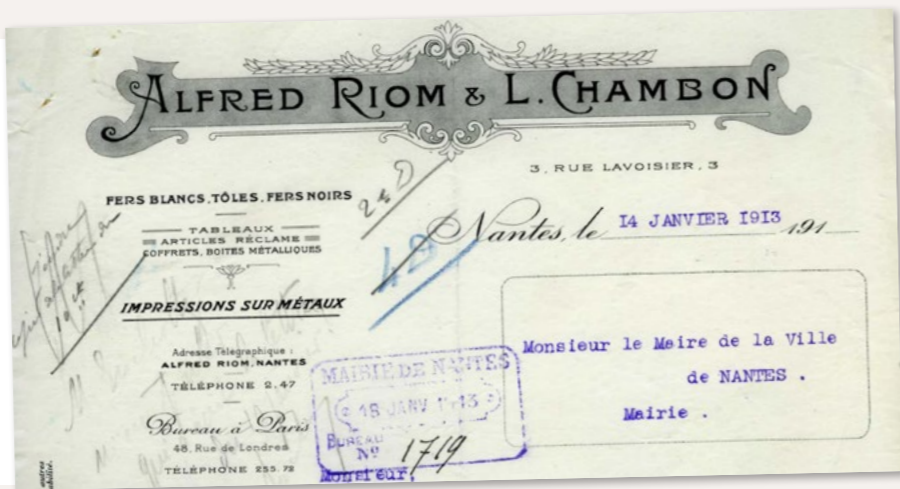 ALFRED RIOM & L. CHAMBON
3, RUE LAVOISIER, 3
FERS BLANCS, TÔLES, FERS NOIRS
2e D
Nantes, le 14 JANVIER 1913 191
TABLEAUX
ARTICLES RÉCLAME
COFFRETS, BOITES MÉTALLIQUES
IMPRESSIONS SUR MÉTAUX
Monsieur le Maire de la Ville
de NANTES .
Mairie .
Adresse Télégraphique :
ALFRED RIOM, NANTES
TÉLÉPHONE 2.47
MAIRIE DE NANTES
18 JANV 1913
BUREAU
No 1719
Bureau à Paris
48, Rue de Londres
TÉLÉPHONE 255.72
Monsieur,